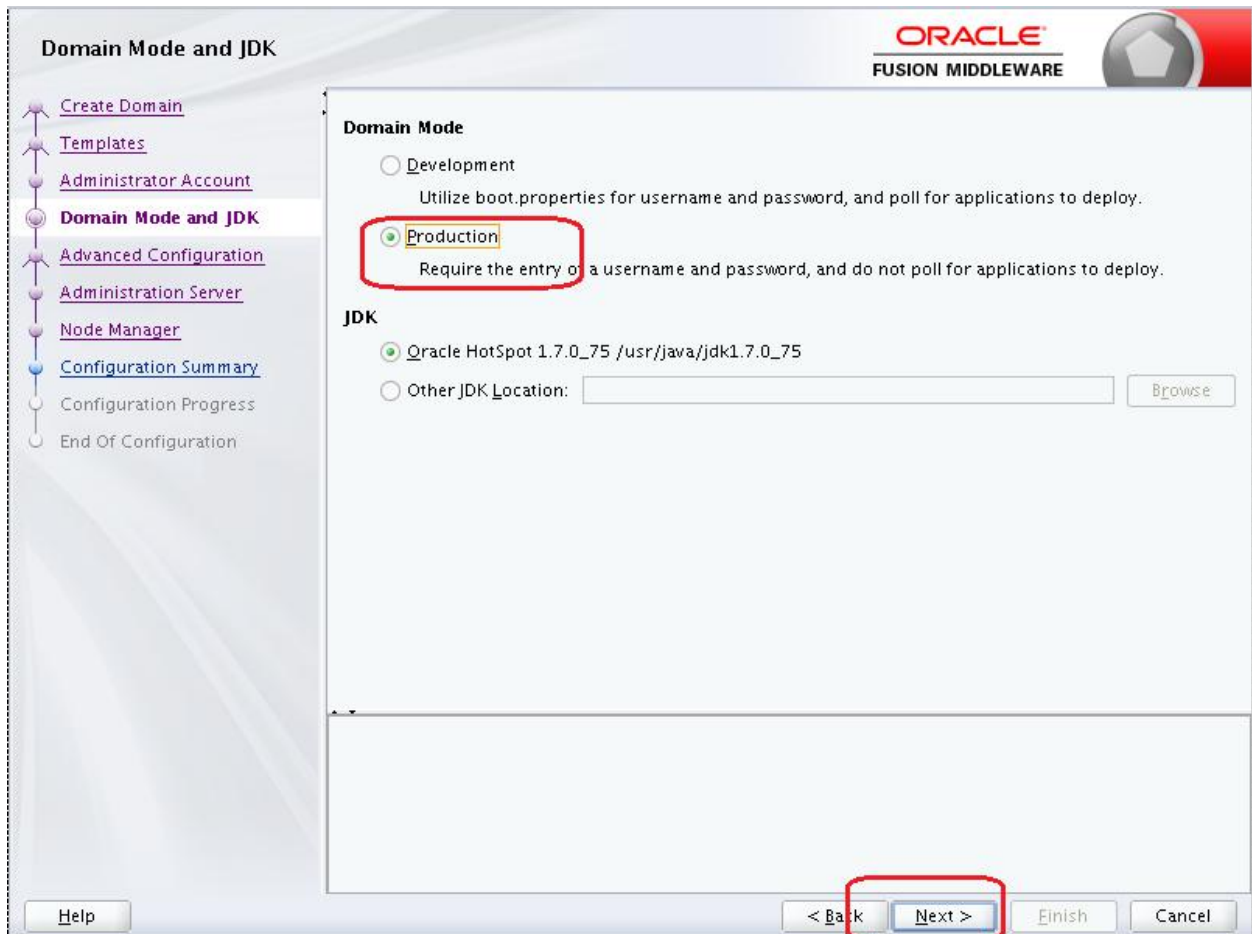 Domain Mode and JDK
ORACLE
FUSION MIDDLEWARE
Create Domain
Templates
Administrator Account
Domain Mode and JDK
Advanced Configuration
Administration Server
Node Manager
Configuration Summary
Configuration Progress
End Of Configuration
Domain Mode
Development
Utilize boot.properties for username and password, and poll for applications to deploy.
Production
Require the entry of a username and password, and do not poll for applications to deploy.
JDK
Oracle HotSpot 1.7.0_75 /usr/java/jdk1.7.0_75
Other JDK Location:
Browse
Help
< Back
Next >
Finish
Cancel